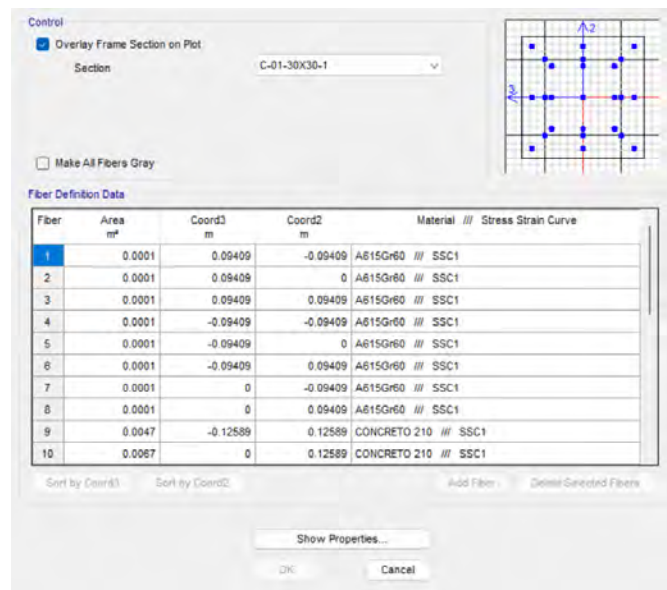 Control
Overlay Frame Section on Plot
Section C-01-30X30-1
2
3
Make All Fibers Gray
Fiber Definition Data
Fiber Area Coord3 Coord2 Material /// Stress Strain Curve
m² m m
1 0.0001 0.09409 -0.09409 A615Gr60 /// SSC1
2 0.0001 0.09409 0 A615Gr60 /// SSC1
3 0.0001 0.09409 0.09409 A615Gr60 /// SSC1
4 0.0001 -0.09409 -0.09409 A615Gr60 /// SSC1
5 0.0001 -0.09409 0 A615Gr60 /// SSC1
6 0.0001 -0.09409 0.09409 A615Gr60 /// SSC1
7 0.0001 0 -0.09409 A615Gr60 /// SSC1
8 0.0001 0 0.09409 A615Gr60 /// SSC1
9 0.0047 -0.12589 0.12589 CONCRETO 210 /// SSC1
10 0.0067 0 0.12589 CONCRETO 210 /// SSC1
Sort by Coord3 Sort by Coord2 Add Fiber Delete Selected Fibers
Show Properties...
OK Cancel